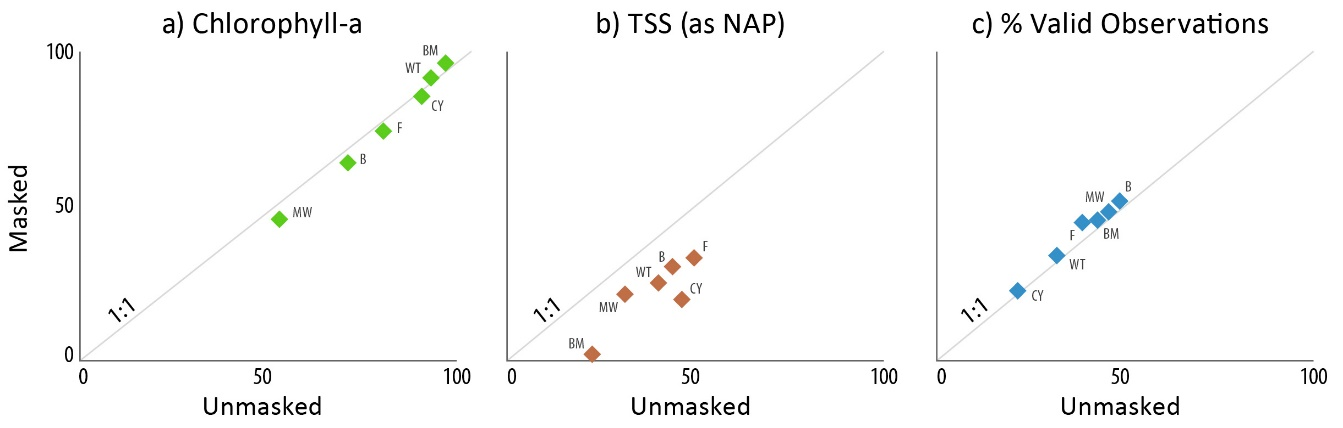 a) Chlorophyll-a
b) TSS (as NAP)
c) % Valid Observations
Masked
100
50
0
BM
WT
CY
F
B
MW
1:1
0
50
100
Unmasked
F
B
WT
CY
MW
1:1
BM
0
50
100
Unmasked
B
MW
F
BM
WT
CY
1:1
0
50
100
Unmasked